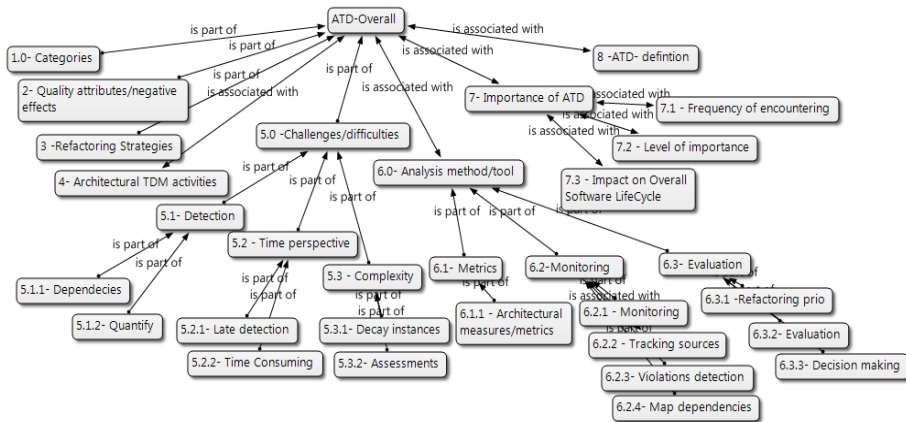 ATD-Overall
is part of
is associated with
is part of
is associated with
1.0- Categories
is part of
8 -ATD- defintion
is part of
is associated with
is associated with
2- Quality attributes/negative
effects
7- Importance of ATD
is associated with
7.1 - Frequency of encountering
is associated with
is associated with
3 -Refactoring Strategies
5.0 -Challenges/difficulties
7.2 - Level of importance
4- Architectural TDM activities
is part of
is part of
6.0- Analysis method/tool
7.3 - Impact on Overall
Software LifeCycle
5.1- Detection
is part of
is part of
is part of
is part of
is part of
5.2 - Time perspective
is part of
5.3 - Complexity
6.1- Metrics
6.2-Monitoring
6.3- Evaluation
is part of
is part of
is part of
is part of
is part of
is associated with
5.1.1- Dependecies
6.1.1 - Architectural
measures/metrics
6.2.1 - Monitoring
6.3.1 -Refactoring prio
5.1.2- Quantify
5.2.1- Late detection
5.3.1- Decay instances
6.2.2 - Tracking sources
6.3.2- Evaluation
5.2.2- Time Consuming
5.3.2- Assessments
6.2.3- Violations detection
6.3.3- Decision making
6.2.4- Map dependencies